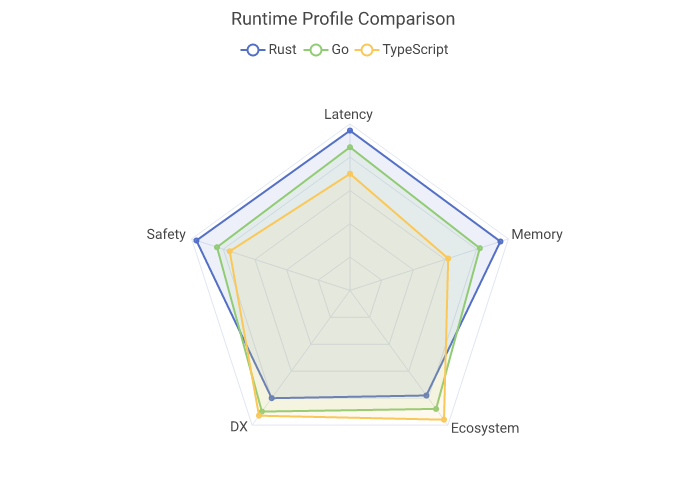 Runtime Profile Comparison
Rust Go TypeScript
Latency
Safety Memory
DX Ecosystem